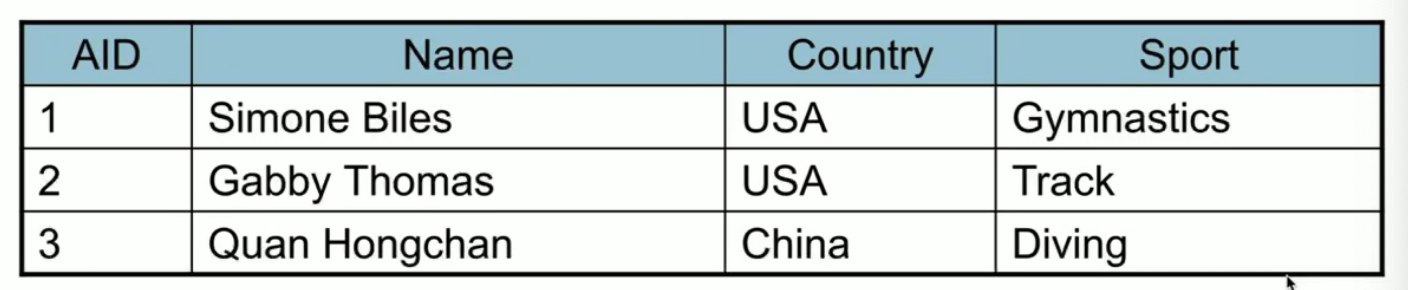 AID Name Country Sport
1 Simone Biles USA Gymnastics
2 Gabby Thomas USA Track
3 Quan Hongchan China Diving